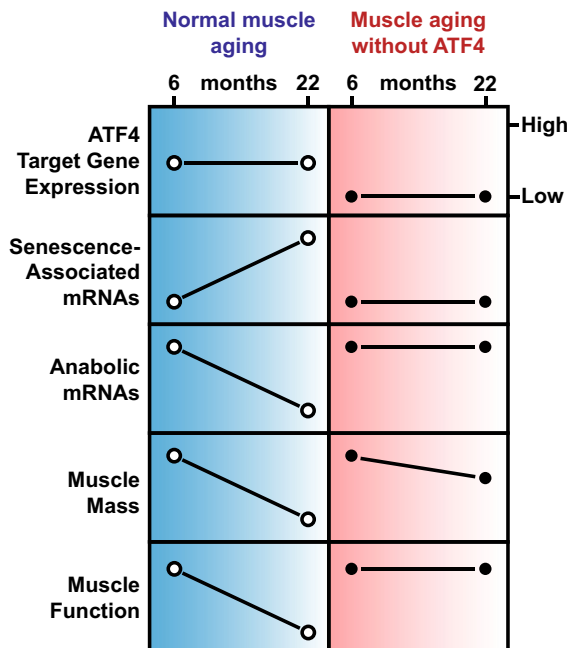 Normal muscle
aging
Muscle aging
without ATF4
6 months 22
6 months 22
ATF4
Target Gene
Expression
High
Low
Senescence-
Associated
mRNAs
Anabolic
mRNAs
Muscle
Mass
Muscle
Function